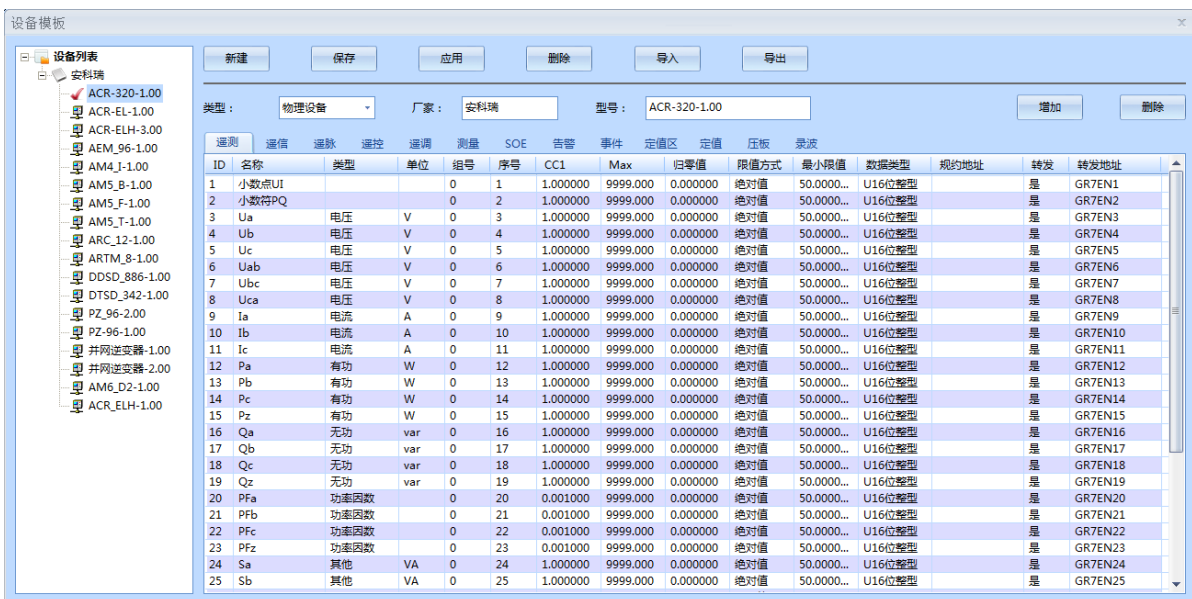 设备模板
设备列表
安科瑞
ACR-320-1.00
ACR-EL-1.00
ACR-ELH-3.00
AEM_96-1.00
AM4_I-1.00
AM5_B-1.00
AM5_F-1.00
AM5_T-1.00
ARC_12-1.00
ARTM_8-1.00
DDSD_886-1.00
DTSD_342-1.00
PZ_96-2.00
PZ-96-1.00
并网逆变器-1.00
并网逆变器-2.00
AM6_D2-1.00
ACR_ELH-1.00
新建 保存 应用 删除 导入 导出
类型： 物理设备 厂家： 安科瑞 型号： ACR-320-1.00 增加 删除
遥测 遥信 遥脉 遥控 遥调 测量 SOE 告警 事件 定值区 定值 压板 录波
ID 名称 类型 单位 组号 序号 CC1 Max 归零值 限值方式 最小限值 数据类型 规约地址 转发 转发地址
1 小数点UI 0 1 1.000000 9999.000 0.000000 绝对值 50.0000... U16位整型 是 GR7EN1
2 小数符PQ 0 2 1.000000 9999.000 0.000000 绝对值 50.0000... U16位整型 是 GR7EN2
3 Ua 电压 V 0 3 1.000000 9999.000 0.000000 绝对值 50.0000... U16位整型 是 GR7EN3
4 Ub 电压 V 0 4 1.000000 9999.000 0.000000 绝对值 50.0000... U16位整型 是 GR7EN4
5 Uc 电压 V 0 5 1.000000 9999.000 0.000000 绝对值 50.0000... U16位整型 是 GR7EN5
6 Uab 电压 V 0 6 1.000000 9999.000 0.000000 绝对值 50.0000... U16位整型 是 GR7EN6
7 Ubc 电压 V 0 7 1.000000 9999.000 0.000000 绝对值 50.0000... U16位整型 是 GR7EN7
8 Uca 电压 V 0 8 1.000000 9999.000 0.000000 绝对值 50.0000... U16位整型 是 GR7EN8
9 Ia 电流 A 0 9 1.000000 9999.000 0.000000 绝对值 50.0000... U16位整型 是 GR7EN9
10 Ib 电流 A 0 10 1.000000 9999.000 0.000000 绝对值 50.0000... U16位整型 是 GR7EN10
11 Ic 电流 A 0 11 1.000000 9999.000 0.000000 绝对值 50.0000... U16位整型 是 GR7EN11
12 Pa 有功 W 0 12 1.000000 9999.000 0.000000 绝对值 50.0000... U16位整型 是 GR7EN12
13 Pb 有功 W 0 13 1.000000 9999.000 0.000000 绝对值 50.0000... U16位整型 是 GR7EN13
14 Pc 有功 W 0 14 1.000000 9999.000 0.000000 绝对值 50.0000... U16位整型 是 GR7EN14
15 Pz 有功 W 0 15 1.000000 9999.000 0.000000 绝对值 50.0000... U16位整型 是 GR7EN15
16 Qa 无功 var 0 16 1.000000 9999.000 0.000000 绝对值 50.0000... U16位整型 是 GR7EN16
17 Qb 无功 var 0 17 1.000000 9999.000 0.000000 绝对值 50.0000... U16位整型 是 GR7EN17
18 Qc 无功 var 0 18 1.000000 9999.000 0.000000 绝对值 50.0000... U16位整型 是 GR7EN18
19 Qz 无功 var 0 19 1.000000 9999.000 0.000000 绝对值 50.0000... U16位整型 是 GR7EN19
20 PFa 功率因数 0 20 0.001000 9999.000 0.000000 绝对值 50.0000... U16位整型 是 GR7EN20
21 PFb 功率因数 0 21 0.001000 9999.000 0.000000 绝对值 50.0000... U16位整型 是 GR7EN21
22 PFc 功率因数 0 22 0.001000 9999.000 0.000000 绝对值 50.0000... U16位整型 是 GR7EN22
23 PFz 功率因数 0 23 0.001000 9999.000 0.000000 绝对值 50.0000... U16位整型 是 GR7EN23
24 Sa 其他 VA 0 24 1.000000 9999.000 0.000000 绝对值 50.0000... U16位整型 是 GR7EN24
25 Sb 其他 VA 0 25 1.000000 9999.000 0.000000 绝对值 50.0000... U16位整型 是 GR7EN25